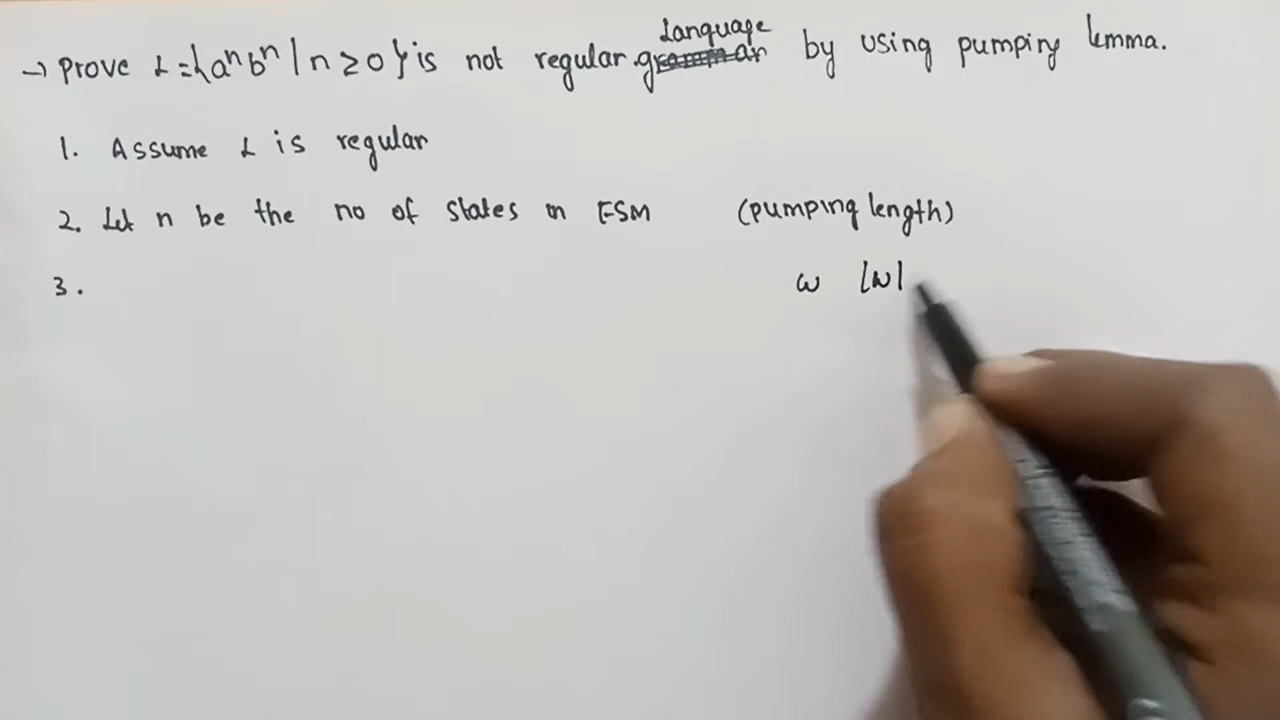 → Prove L = {aⁿbⁿ | n ≥ 0} is not regular Language by using pumping lemma.
1. Assume L is regular
2. Let n be the no of states in FSM (pumping length)
3. w |w|